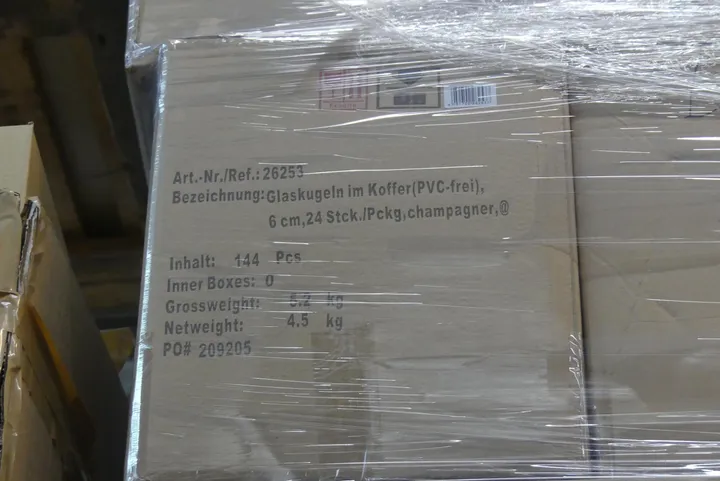 Art.-Nr./Ref.: 26253
Bezeichnung: Glaskugeln im Koffer(PVC-frei),
6 cm, 24 Stck./Pckg, champagner,@
Inhalt: 144 Pcs
Inner Boxes: 0
Grossweight: 5.2 kg
Netweight: 4.5 kg
PO# 209205